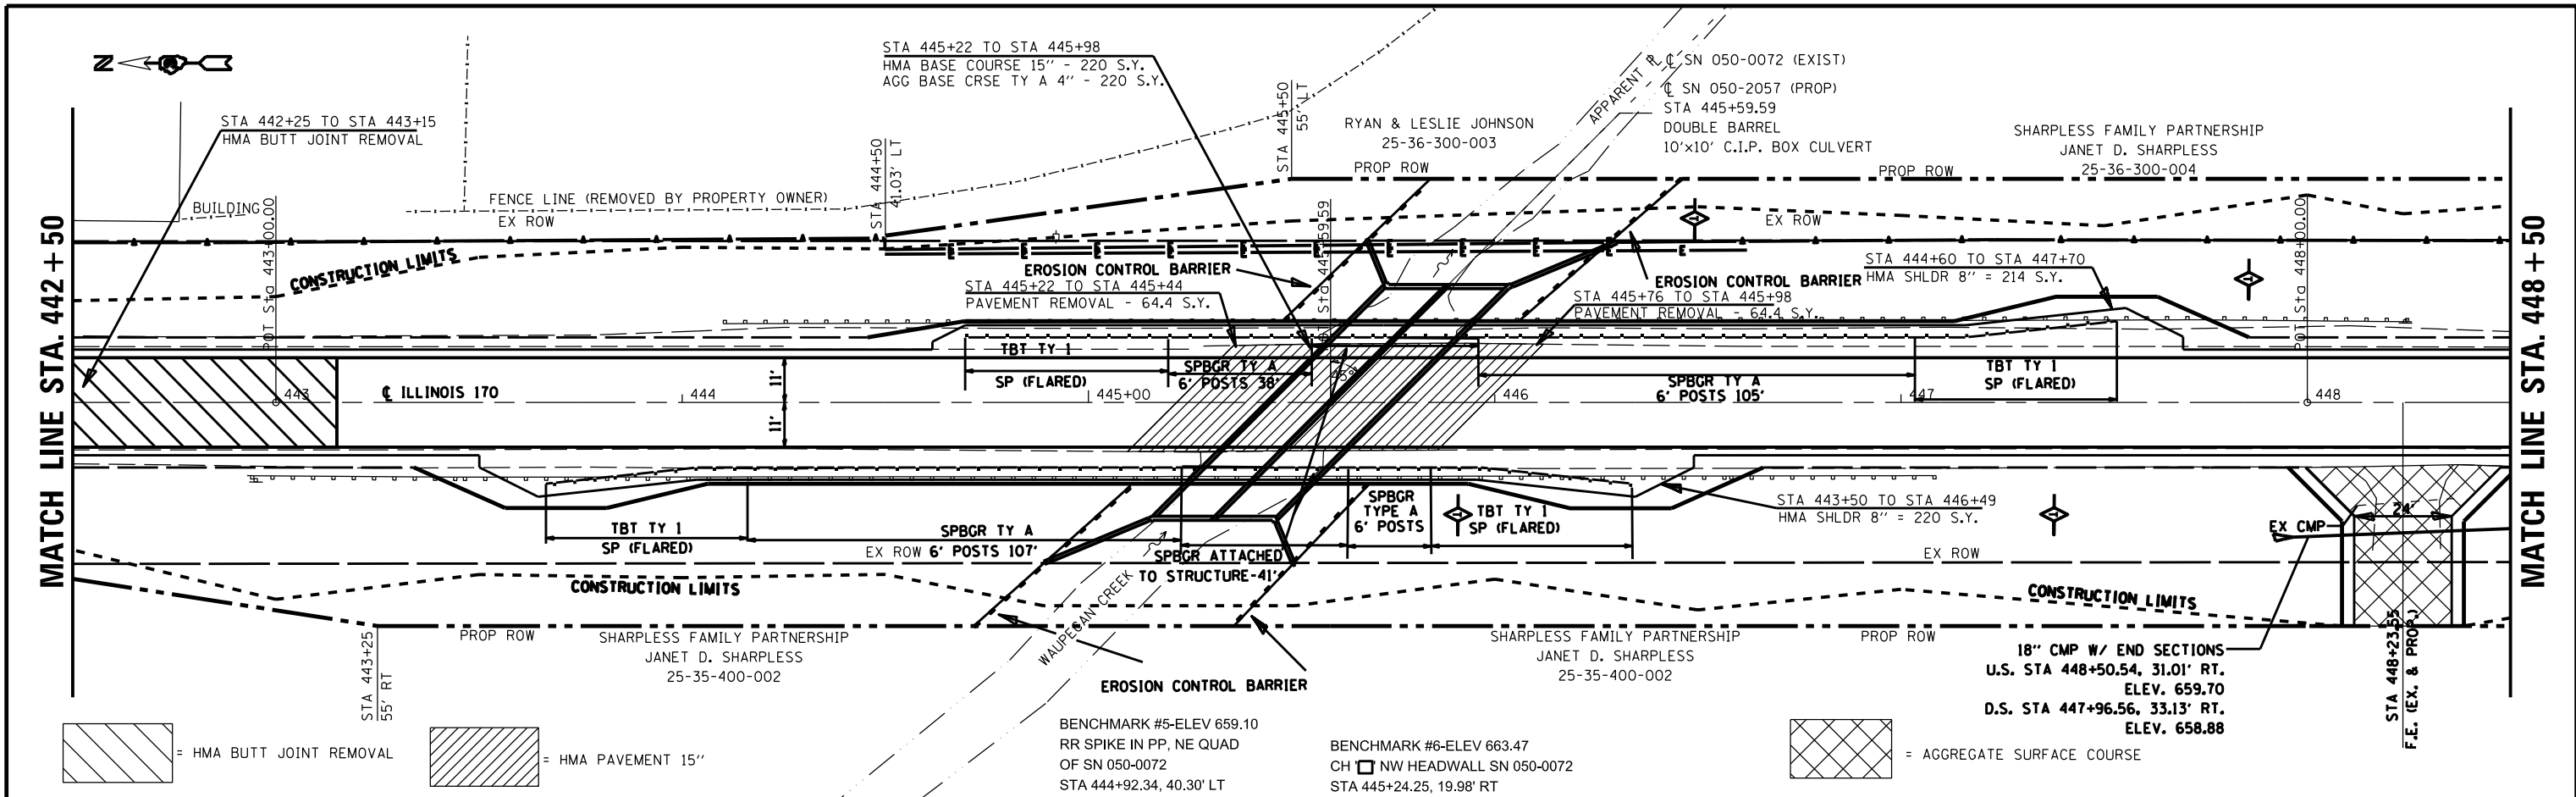 N
STA 442+25 TO STA 443+15
HMA BUTT JOINT REMOVAL
STA 445+22 TO STA 445+98
HMA BASE COURSE 15" - 220 S.Y.
AGG BASE CRSE TY A 4" - 220 S.Y.
STA 444+50
41.03' LT
STA 445+50
55' LT
RYAN & LESLIE JOHNSON
25-36-300-003
PROP ROW
APPARENT PL
℄ SN 050-0072 (EXIST)
℄ SN 050-2057 (PROP)
STA 445+59.59
DOUBLE BARREL
10'x10' C.I.P. BOX CULVERT
SHARPLESS FAMILY PARTNERSHIP
JANET D. SHARPLESS
25-36-300-004
PROP ROW
BUILDING
FENCE LINE (REMOVED BY PROPERTY OWNER)
EX ROW
EX ROW
MATCH LINE STA. 442+50
POT Sta 443+00.00
CONSTRUCTION LIMITS
EROSION CONTROL BARRIER
POT Sta 445+59.59
EROSION CONTROL BARRIER
STA 445+22 TO STA 445+44
PAVEMENT REMOVAL - 64.4 S.Y.
STA 445+76 TO STA 445+98
PAVEMENT REMOVAL - 64.4 S.Y.
STA 444+60 TO STA 447+70
HMA SHLDR 8" = 214 S.Y.
POT Sta 448+00.00
MATCH LINE STA. 448+50
E E E E E E E E E E E
TBT TY 1
SP (FLARED)
SPBGR TY A
6' POSTS 38'
SPBGR TY A
6' POSTS 105'
TBT TY 1
SP (FLARED)
443
℄ ILLINOIS 170
444
11'
11'
445+00
446
447
448
TBT TY 1
SP (FLARED)
SPBGR TY A
6' POSTS 107'
EX ROW
SPBGR ATTACHED
TO STRUCTURE-41'
SPBGR
TYPE A
6' POSTS
TBT TY 1
SP (FLARED)
STA 443+50 TO STA 446+49
HMA SHLDR 8" = 220 S.Y.
EX ROW
EX CMP
24'
CONSTRUCTION LIMITS
CONSTRUCTION LIMITS
WAUPECAN CREEK
STA 443+25
55' RT
PROP ROW
SHARPLESS FAMILY PARTNERSHIP
JANET D. SHARPLESS
25-35-400-002
EROSION CONTROL BARRIER
SHARPLESS FAMILY PARTNERSHIP
JANET D. SHARPLESS
25-35-400-002
PROP ROW
18" CMP W/ END SECTIONS
U.S. STA 448+50.54, 31.01' RT.
ELEV. 659.70
D.S. STA 447+96.56, 33.13' RT.
ELEV. 658.88
STA 448+23.55
F.E. (EX. & PROP.)
= HMA BUTT JOINT REMOVAL
= HMA PAVEMENT 15"
BENCHMARK #5-ELEV 659.10
RR SPIKE IN PP, NE QUAD
OF SN 050-0072
STA 444+92.34, 40.30' LT
BENCHMARK #6-ELEV 663.47
CH "□" NW HEADWALL SN 050-0072
STA 445+24.25, 19.98' RT
= AGGREGATE SURFACE COURSE